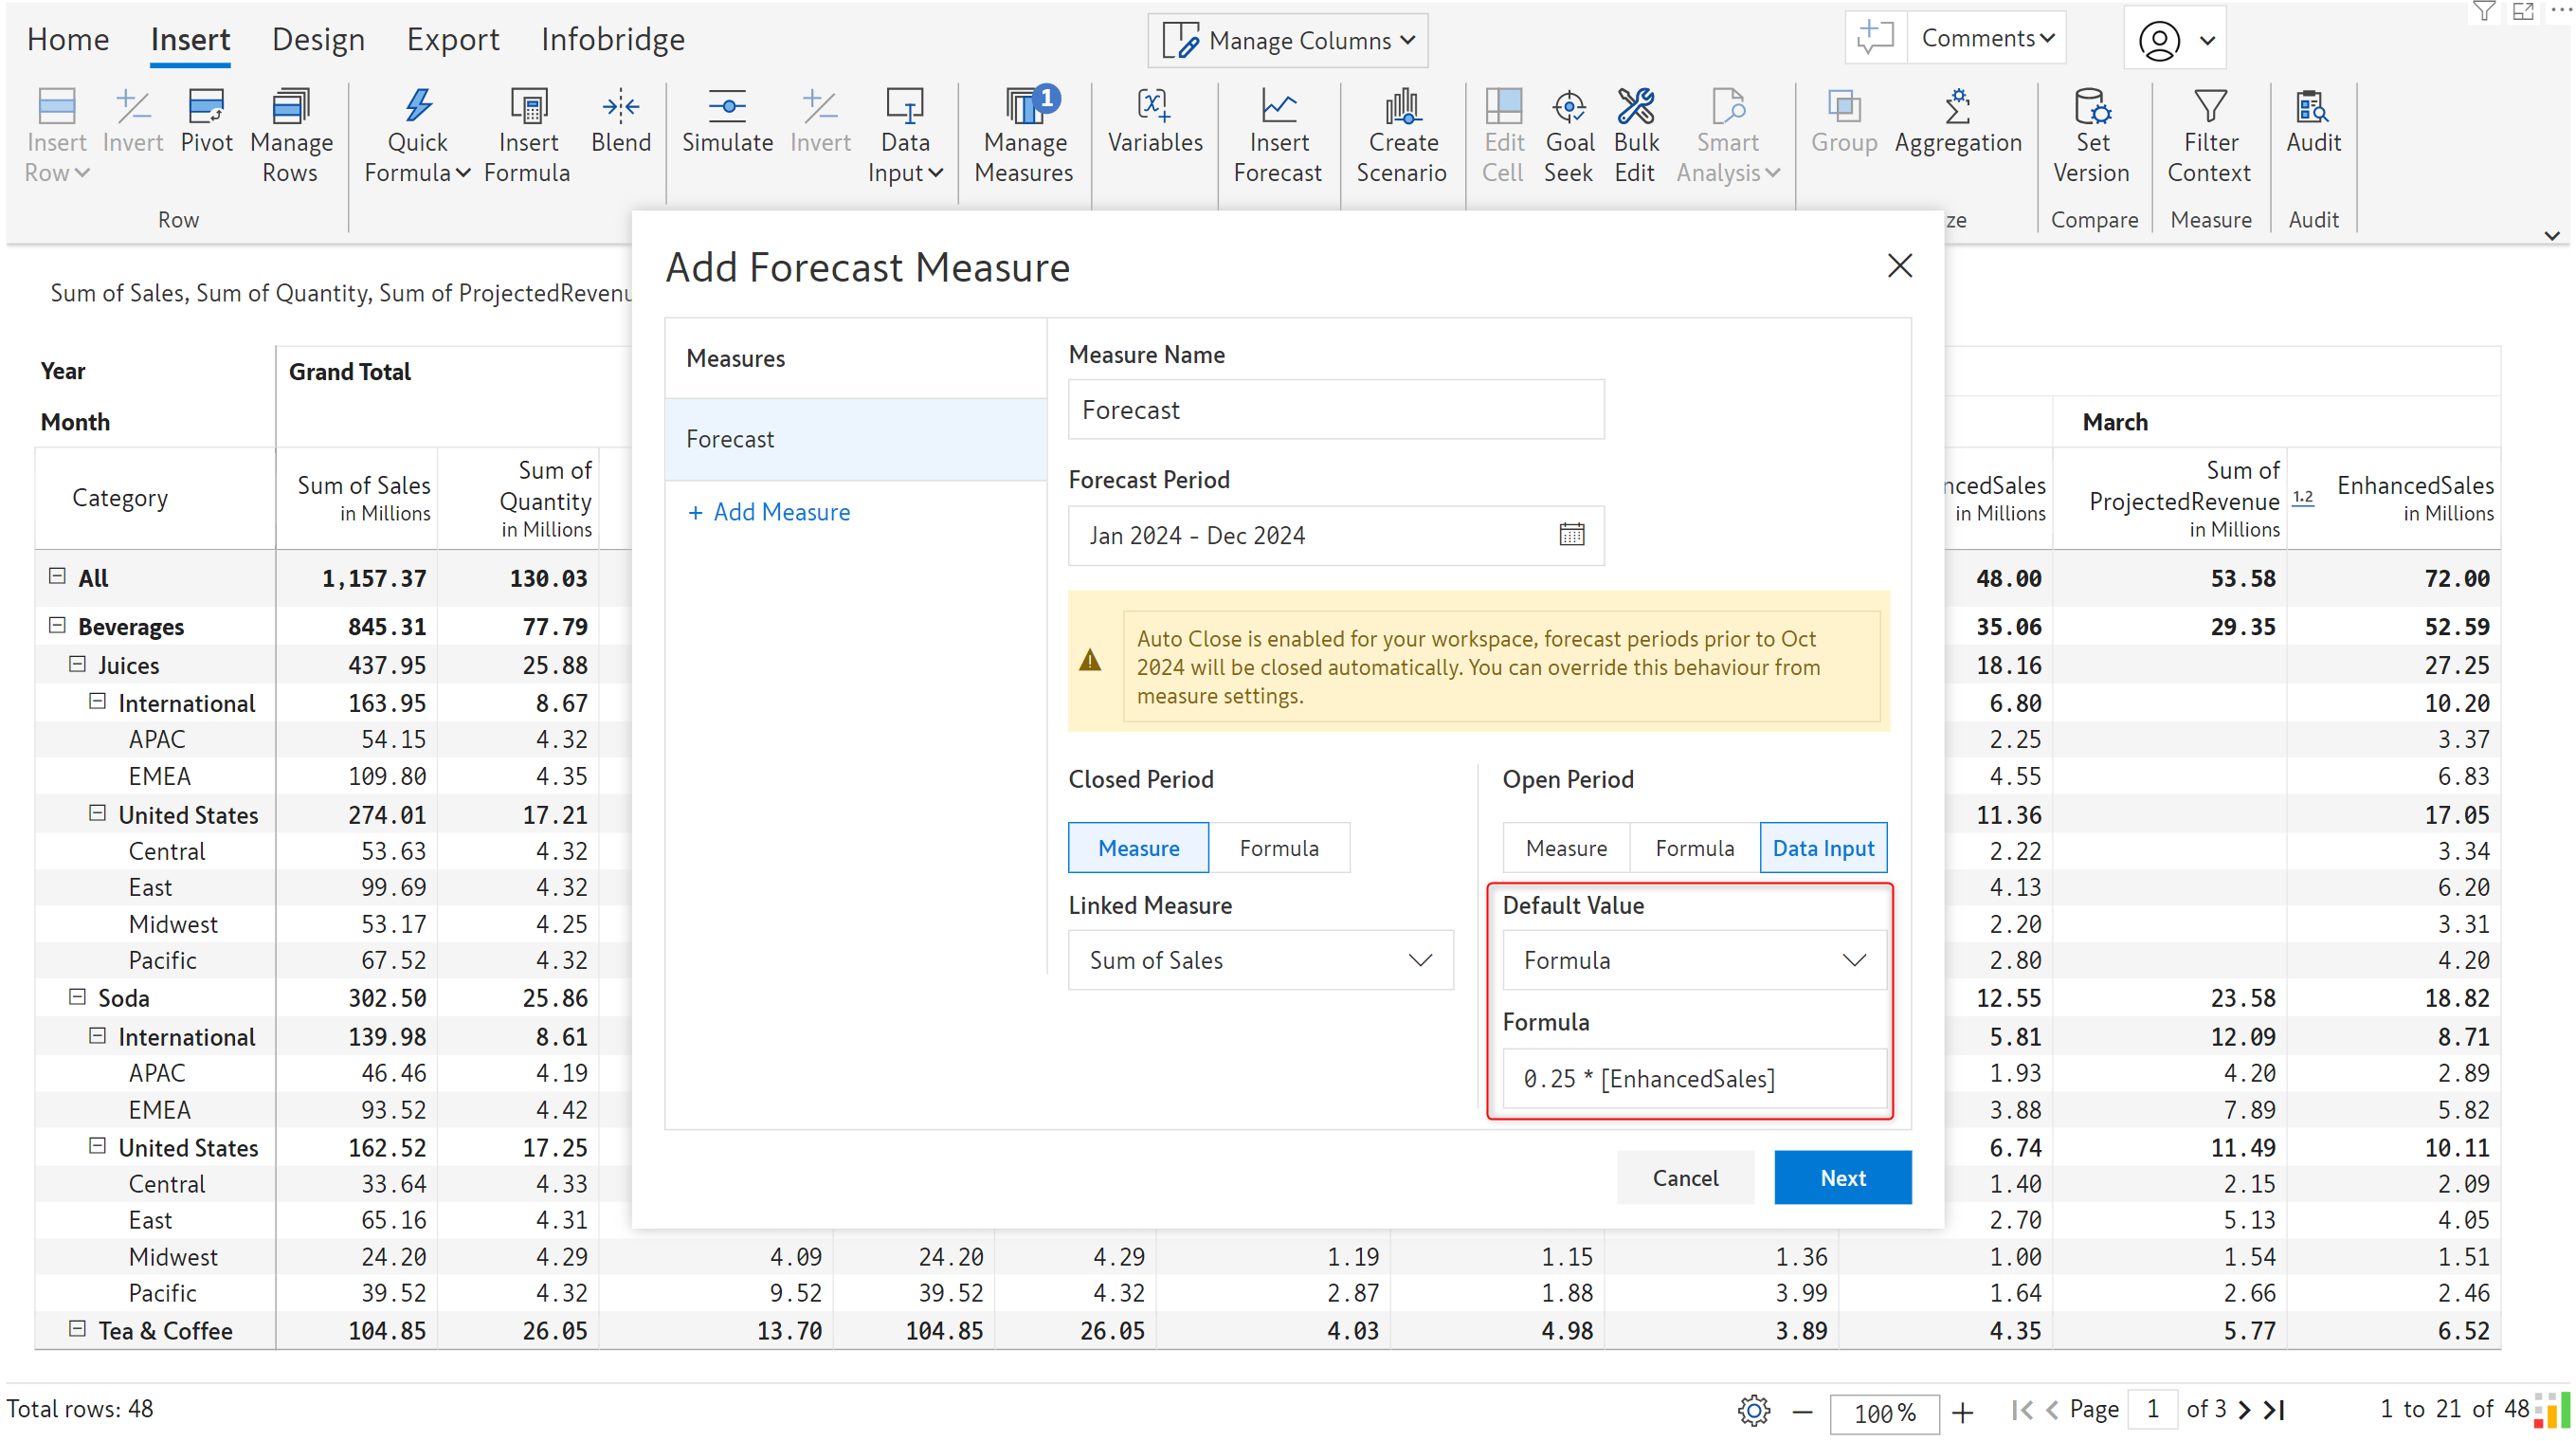 Home Insert Design Export Infobridge Manage Columns Comments
Insert Row Invert Pivot Manage Rows Quick Formula Insert Formula Blend Simulate Invert Data Input Manage Measures 1 Variables Insert Forecast Create Scenario Edit Cell Goal Seek Bulk Edit Smart Analysis Group Aggregation Set Version Filter Context Audit
Row ze Compare Measure Audit
Sum of Sales, Sum of Quantity, Sum of ProjectedRevenu
Year Grand Total
Month March
Category Sum of Sales in Millions Sum of Quantity in Millions ncedSales in Millions Sum of ProjectedRevenue in Millions 1.2 EnhancedSales in Millions
All 1,157.37 130.03 48.00 53.58 72.00
Beverages 845.31 77.79 35.06 29.35 52.59
Juices 437.95 25.88 18.16 27.25
International 163.95 8.67 6.80 10.20
APAC 54.15 4.32 2.25 3.37
EMEA 109.80 4.35 4.55 6.83
United States 274.01 17.21 11.36 17.05
Central 53.63 4.32 2.22 3.34
East 99.69 4.32 4.13 6.20
Midwest 53.17 4.25 2.20 3.31
Pacific 67.52 4.32 2.80 4.20
Soda 302.50 25.86 12.55 23.58 18.82
International 139.98 8.61 5.81 12.09 8.71
APAC 46.46 4.19 1.93 4.20 2.89
EMEA 93.52 4.42 3.88 7.89 5.82
United States 162.52 17.25 6.74 11.49 10.11
Central 33.64 4.33 1.40 2.15 2.09
East 65.16 4.31 2.70 5.13 4.05
Midwest 24.20 4.29 4.09 24.20 4.29 1.19 1.15 1.36 1.00 1.54 1.51
Pacific 39.52 4.32 9.52 39.52 4.32 2.87 1.88 3.99 1.64 2.66 2.46
Tea & Coffee 104.85 26.05 13.70 104.85 26.05 4.03 4.98 3.89 4.35 5.77 6.52
Add Forecast Measure
Measures
Forecast
+ Add Measure
Measure Name
Forecast
Forecast Period
Jan 2024 - Dec 2024
Auto Close is enabled for your workspace, forecast periods prior to Oct
2024 will be closed automatically. You can override this behaviour from
measure settings.
Closed Period
Measure Formula
Linked Measure
Sum of Sales
Open Period
Measure Formula Data Input
Default Value
Formula
Formula
0.25 * [EnhancedSales]
Cancel Next
Total rows: 48 100% Page 1 of 3 1 to 21 of 48